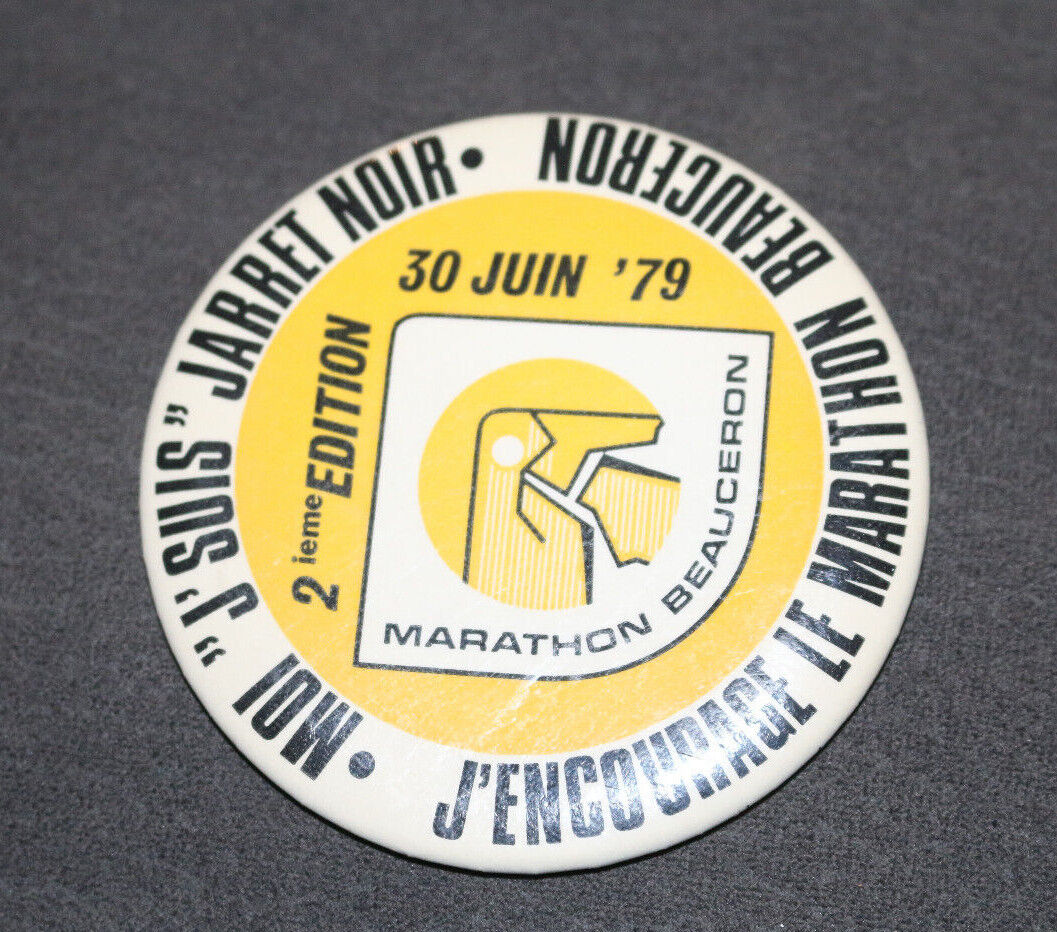 MOI "J'SUIS" JARRET NOIR •
J'ENCOURAGE LE MARATHON BEAUCERON •
30 JUIN '79
2ieme EDITION
MARATHON BEAUCERON